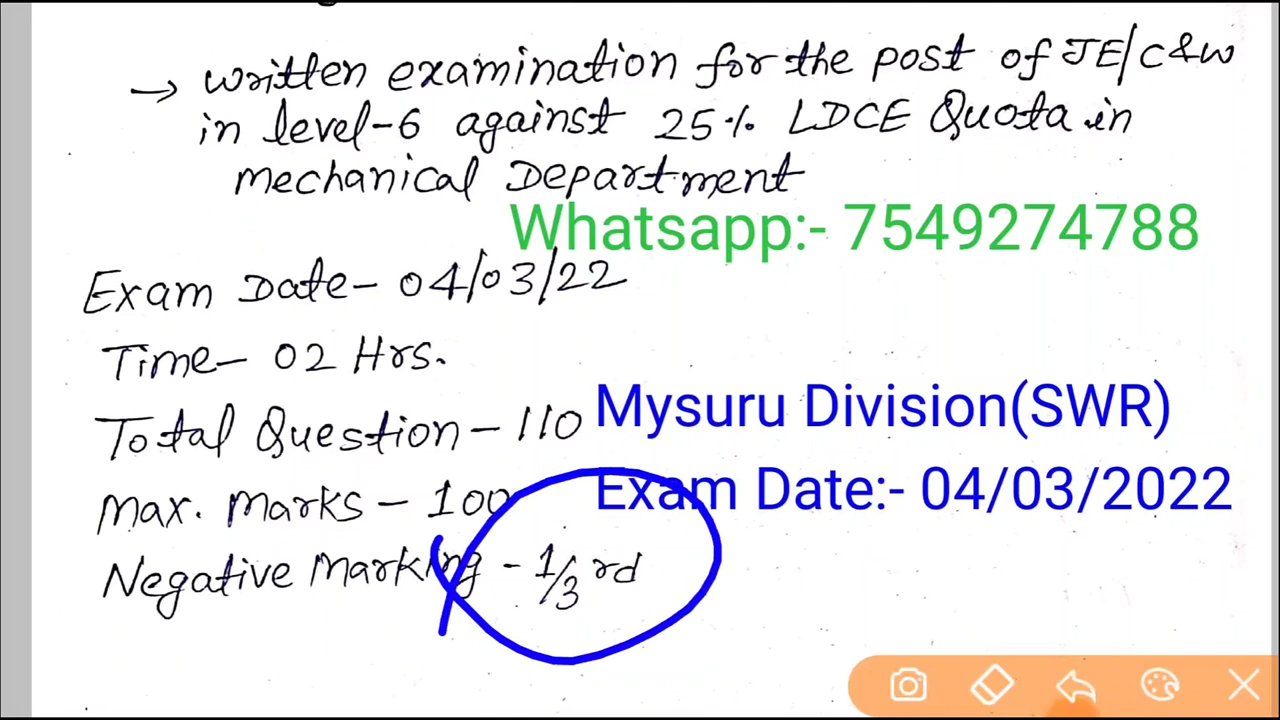 → written examination for the post of JE/C&W
in level-6 against 25% LDCE Quota in
mechanical Department
Whatsapp:- 7549274788
Exam Date- 04/03/22
Time- 02 Hrs.
Total Question - 110
Mysuru Division(SWR)
Max. Marks - 100
Exam Date:- 04/03/2022
Negative Marking - 1/3 rd